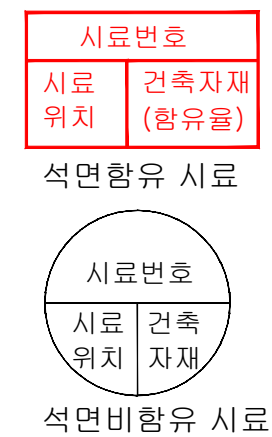 시료번호
시료 건축자재
위치 (함유율)
석면함유 시료
시료번호
시료 건축
위치 자재
석면비함유 시료